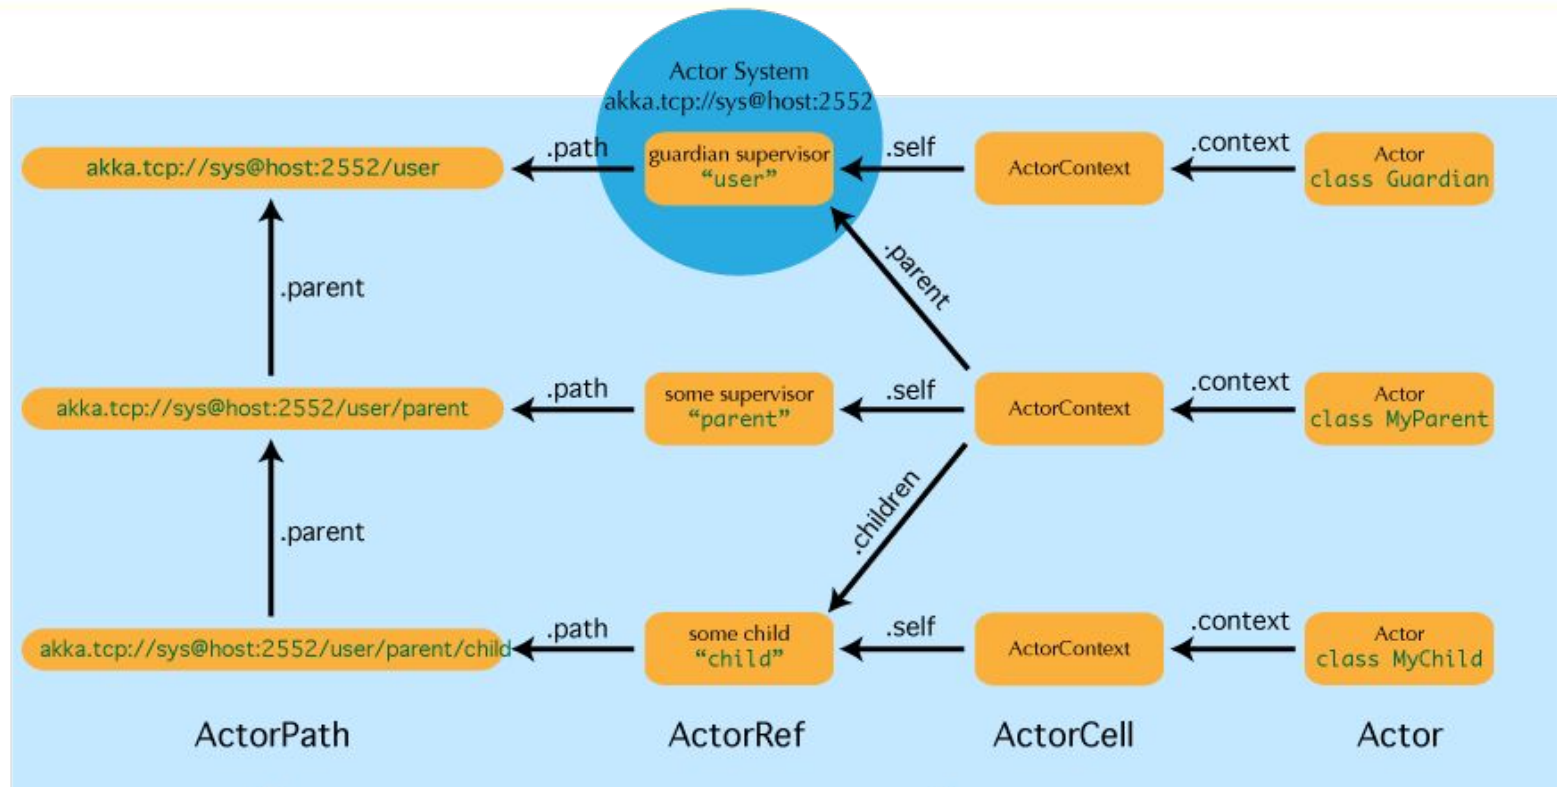 Actor System
akka.tcp://sys@host:2552
akka.tcp://sys@host:2552/user
.path
guardian supervisor
“user”
.self
ActorContext
.context
Actor
class Guardian
.parent
.parent
akka.tcp://sys@host:2552/user/parent
.path
some supervisor
“parent”
.self
ActorContext
.context
Actor
class MyParent
.parent
.children
akka.tcp://sys@host:2552/user/parent/child
.path
some child
“child”
.self
ActorContext
.context
Actor
class MyChild
ActorPath
ActorRef
ActorCell
Actor